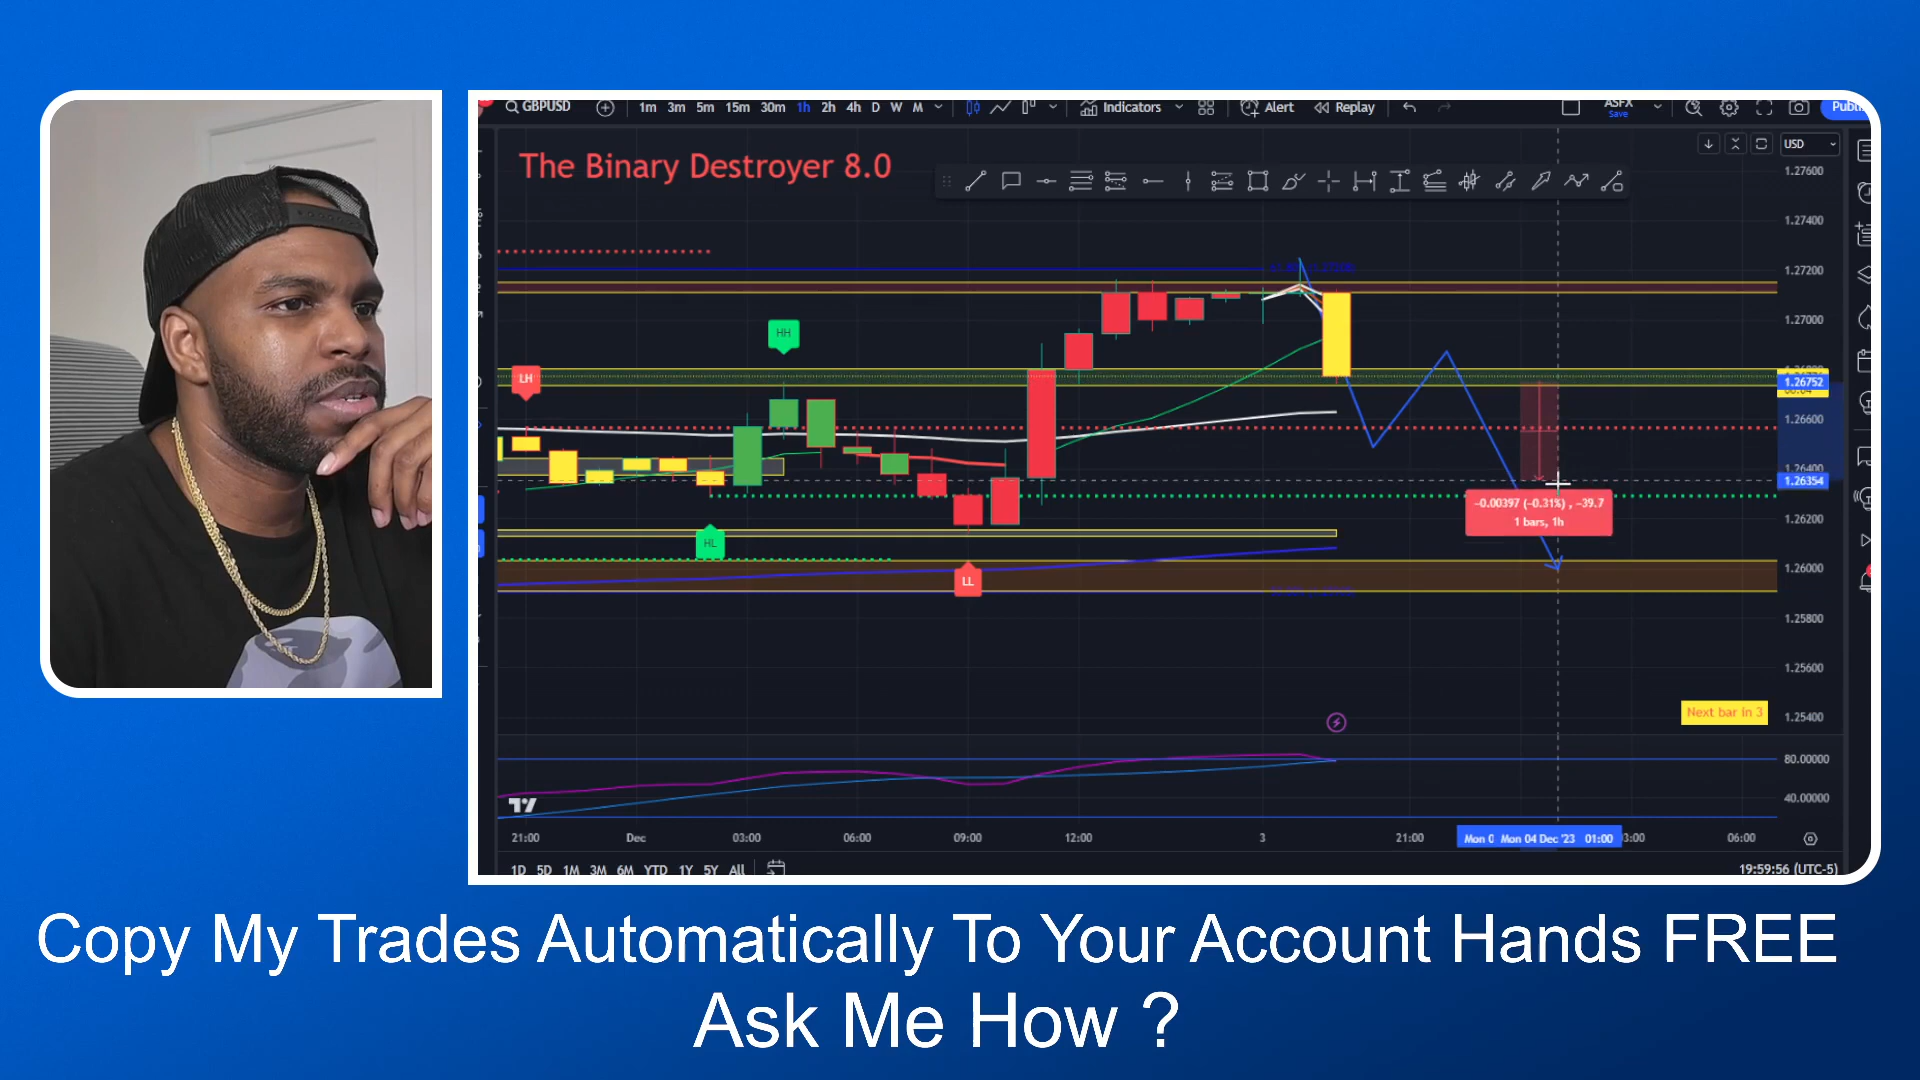 GBPUSD 1m 3m 5m 15m 30m 1h 2h 4h D W M Indicators Alert Replay ASFX
Save
The Binary Destroyer 8.0
USD
1.27600
1.27400
1.27200
1.27000
HH
LH
1.26752
1.26600
1.26400
1.26354
−0.00397 (−0.31%) , −39.7
1 bars, 1h
1.26200
HL
LL
1.26000
1.25800
1.25600
Next bar in 3
1.25400
80.00000
40.00000
21:00 Dec 03:00 06:00 09:00 12:00 3 21:00 Mon 04 Dec '23 01:00 06:00
1D 5D 1M 3M 6M YTD 1Y 5Y All 19:59:56 (UTC-5)
Copy My Trades Automatically To Your Account Hands FREE
Ask Me How ?